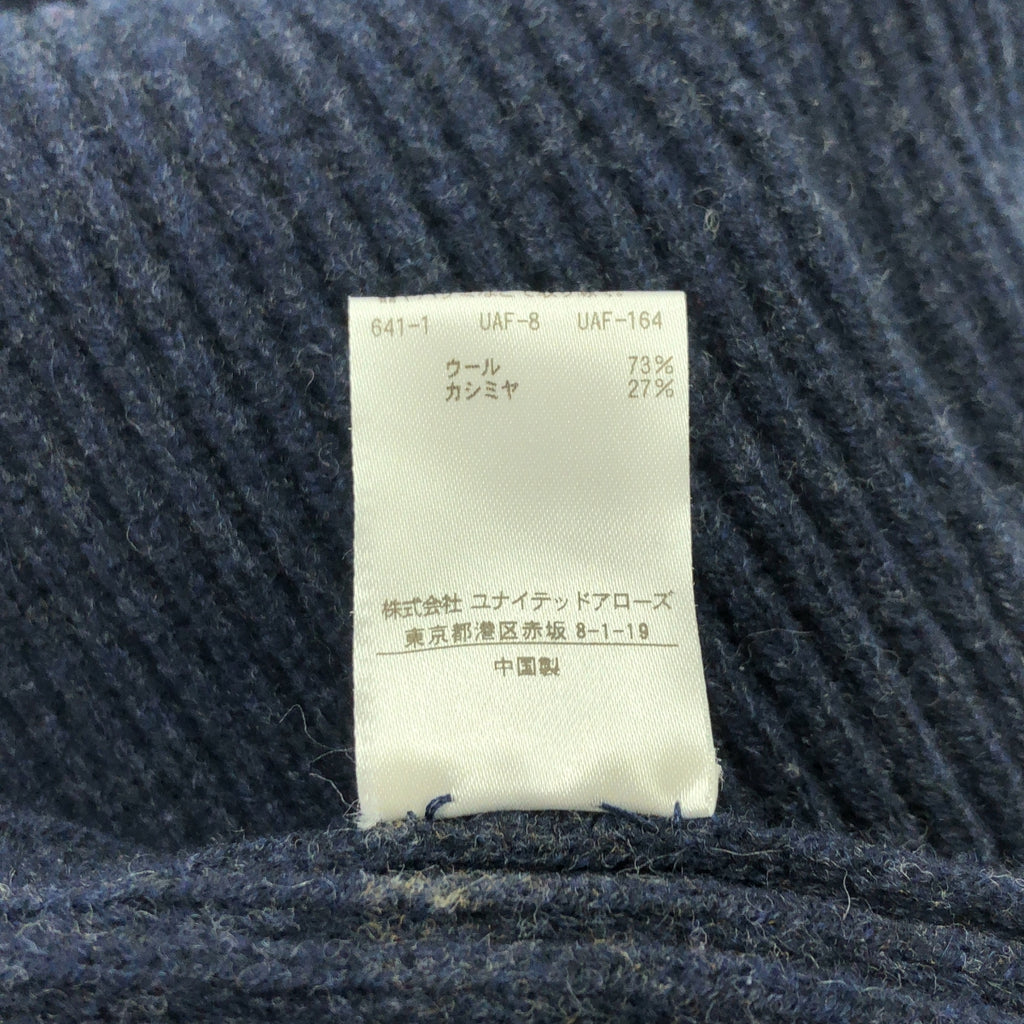 641-1 UAF-8 UAF-164
ウール 73%
カシミヤ 27%
株式会社 ユナイテッドアローズ
東京都港区赤坂 8-1-19
中国製